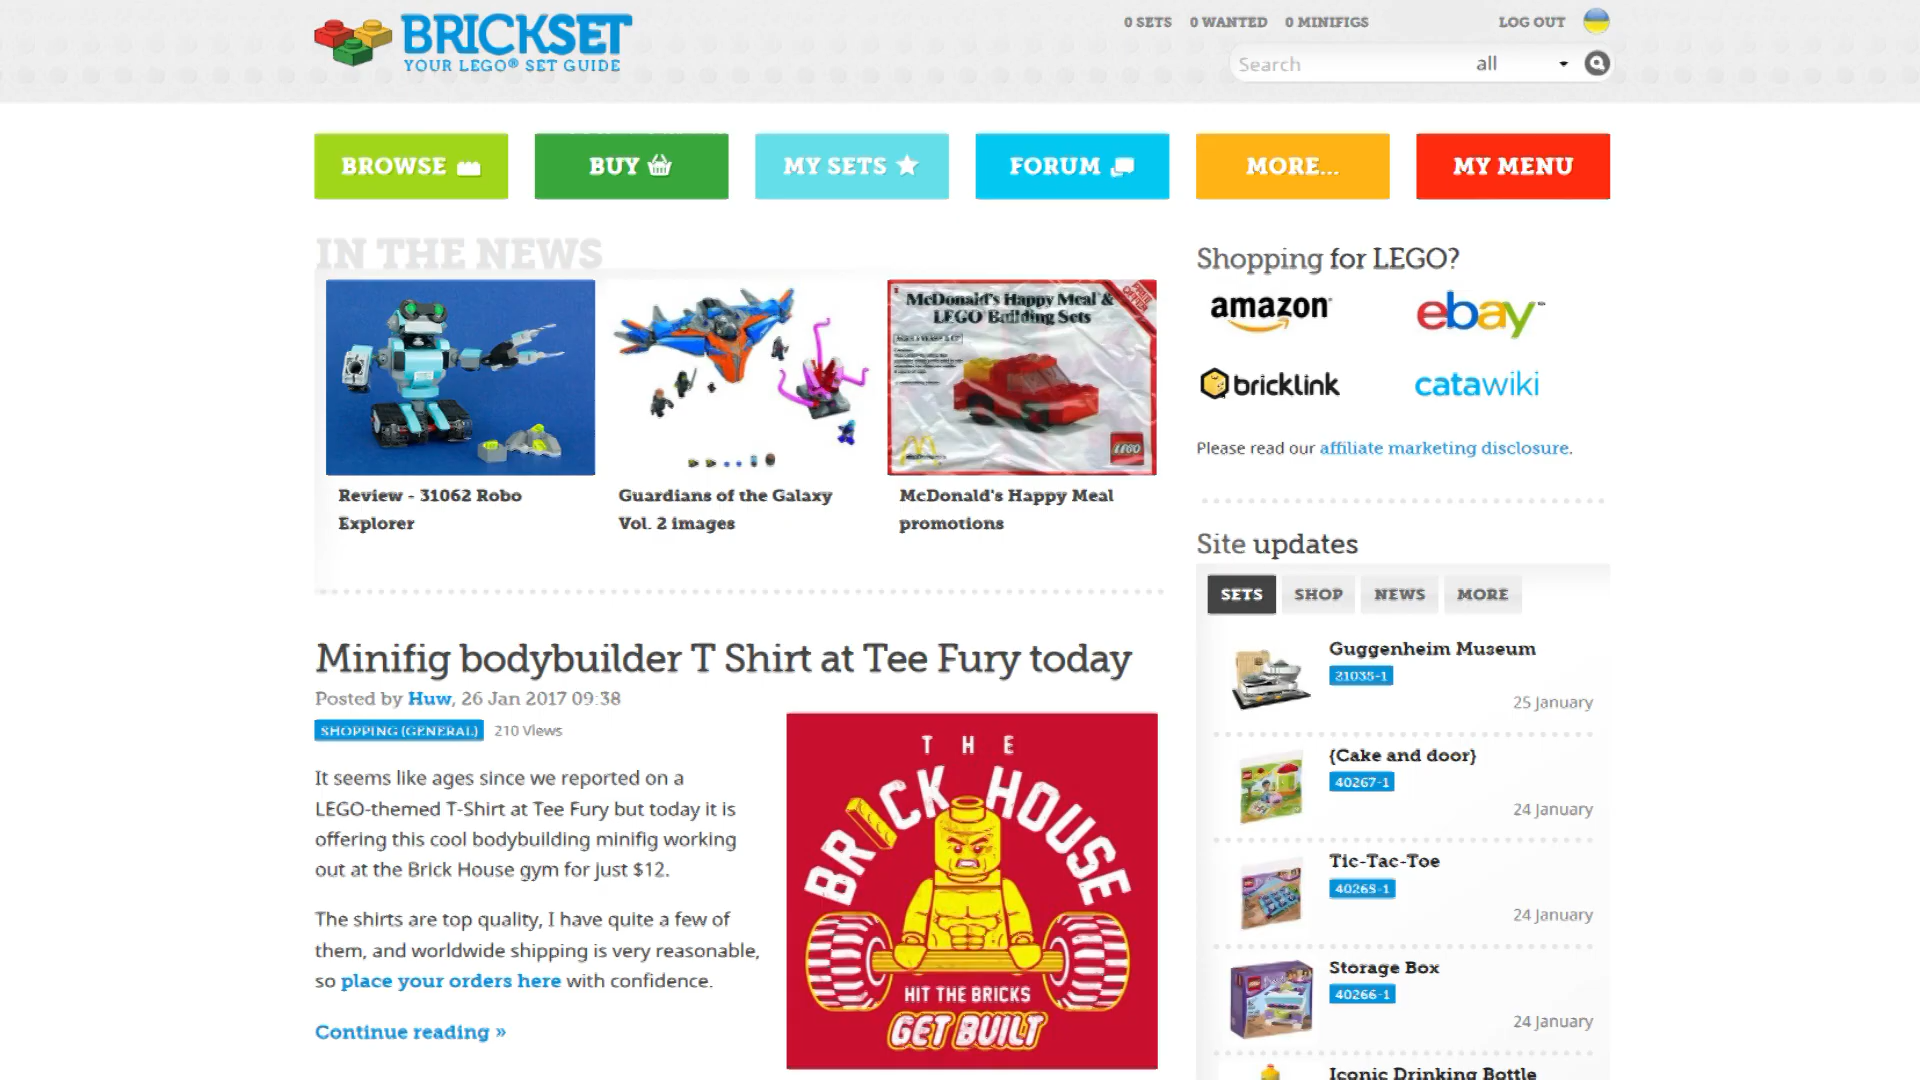 BRICKSET
YOUR LEGO® SET GUIDE
0 SETS 0 WANTED 0 MINIFIGS LOG OUT
Search all
BROWSE BUY MY SETS FORUM MORE... MY MENU
IN THE NEWS
McDonald's Happy Meal &
LEGO Building Sets
LEGO
Review - 31062 Robo
Explorer
Guardians of the Galaxy
Vol. 2 images
McDonald's Happy Meal
promotions
Shopping for LEGO?
amazon ebay
bricklink catawiki
Please read our affiliate marketing disclosure.
Minifig bodybuilder T Shirt at Tee Fury today
Posted by Huw, 26 Jan 2017 09:38
SHOPPING (GENERAL) 210 Views
It seems like ages since we reported on a
LEGO-themed T-Shirt at Tee Fury but today it is
offering this cool bodybuilding minifig working
out at the Brick House gym for just $12.
The shirts are top quality, I have quite a few of
them, and worldwide shipping is very reasonable,
so place your orders here with confidence.
Continue reading »
THE
BRICK HOUSE
HIT THE BRICKS
GET BUILT
Site updates
SETS SHOP NEWS MORE
Guggenheim Museum
21035-1
25 January
{Cake and door}
40267-1
24 January
Tic-Tac-Toe
40265-1
24 January
Storage Box
40266-1
24 January
Iconic Drinking Bottle